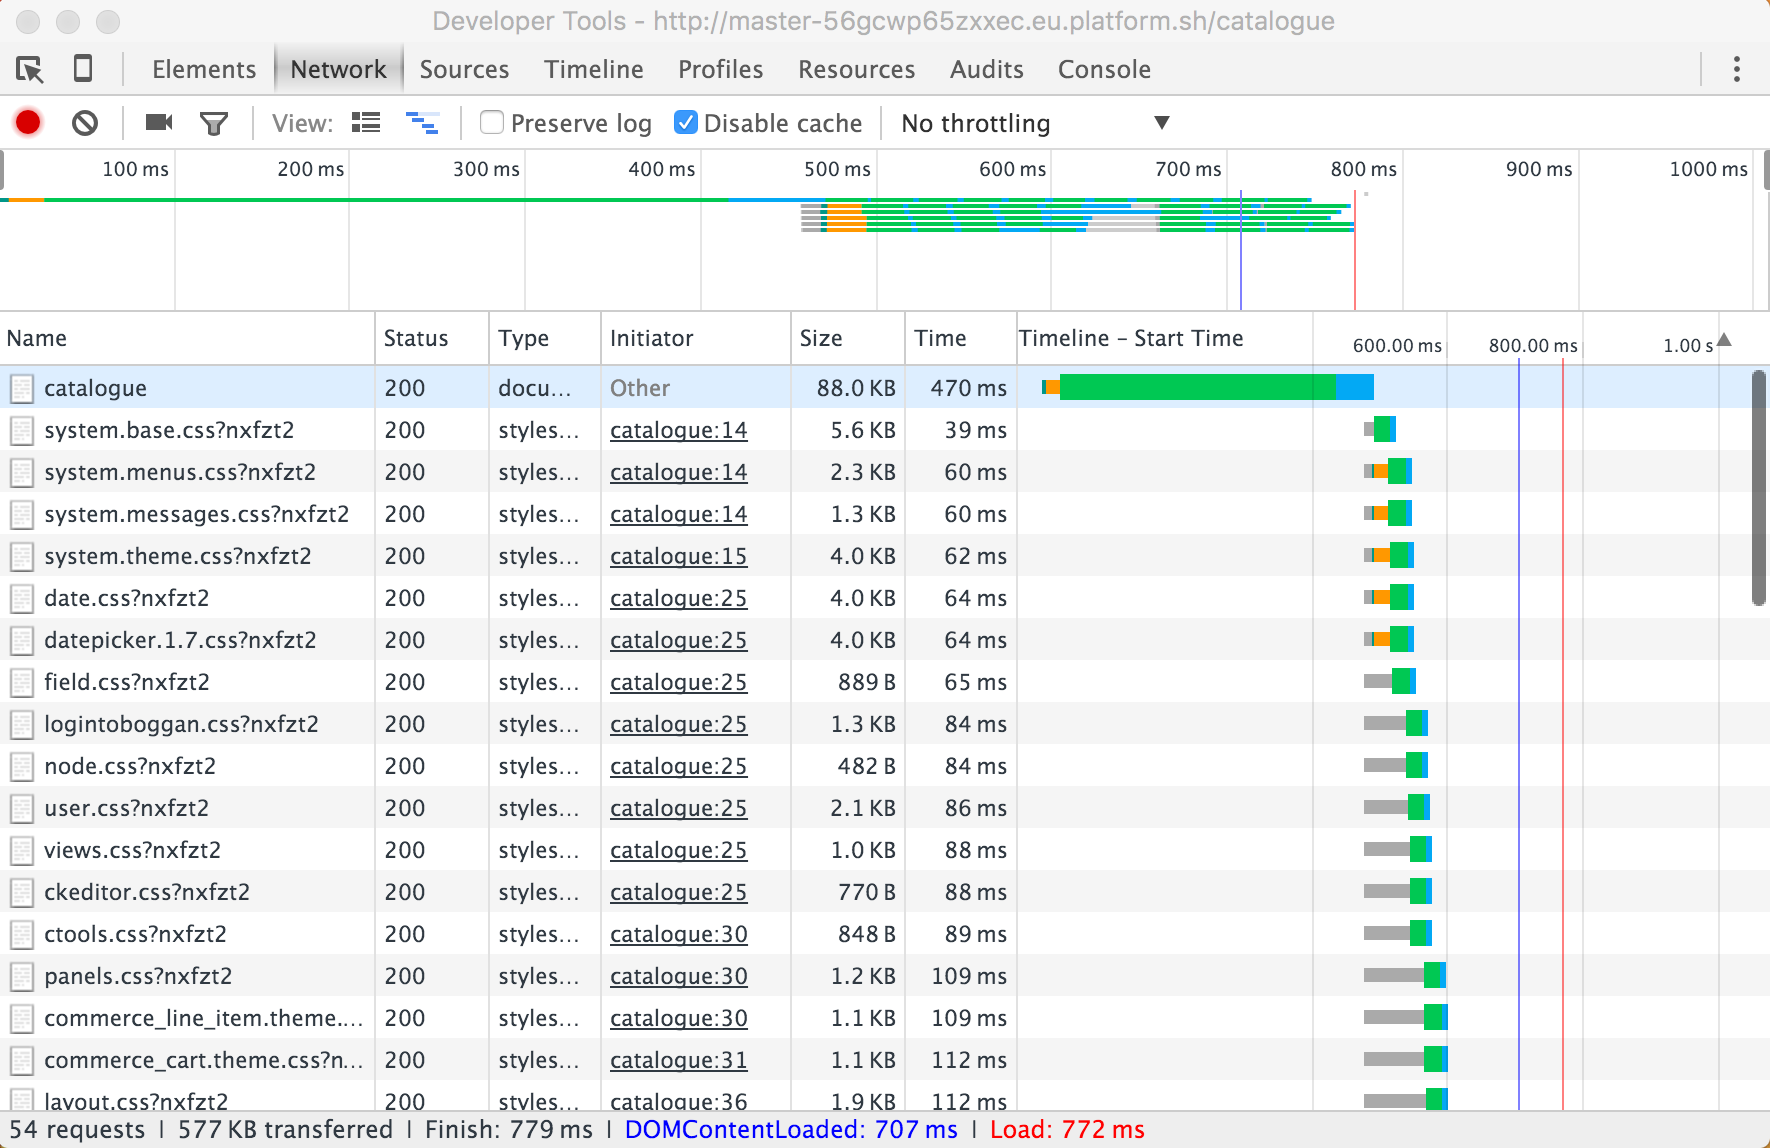 Developer Tools - http://master-56gcwp65zxxec.eu.platform.sh/catalogue
Elements Network Sources Timeline Profiles Resources Audits Console
View: Preserve log Disable cache No throttling
100 ms 200 ms 300 ms 400 ms 500 ms 600 ms 700 ms 800 ms 900 ms 1000 ms
Name Status Type Initiator Size Time Timeline – Start Time 600.00 ms 800.00 ms 1.00 s
catalogue 200 docu... Other 88.0 KB 470 ms
system.base.css?nxfzt2 200 styles... catalogue:14 5.6 KB 39 ms
system.menus.css?nxfzt2 200 styles... catalogue:14 2.3 KB 60 ms
system.messages.css?nxfzt2 200 styles... catalogue:14 1.3 KB 60 ms
system.theme.css?nxfzt2 200 styles... catalogue:15 4.0 KB 62 ms
date.css?nxfzt2 200 styles... catalogue:25 4.0 KB 64 ms
datepicker.1.7.css?nxfzt2 200 styles... catalogue:25 4.0 KB 64 ms
field.css?nxfzt2 200 styles... catalogue:25 889 B 65 ms
logintoboggan.css?nxfzt2 200 styles... catalogue:25 1.3 KB 84 ms
node.css?nxfzt2 200 styles... catalogue:25 482 B 84 ms
user.css?nxfzt2 200 styles... catalogue:25 2.1 KB 86 ms
views.css?nxfzt2 200 styles... catalogue:25 1.0 KB 88 ms
ckeditor.css?nxfzt2 200 styles... catalogue:25 770 B 88 ms
ctools.css?nxfzt2 200 styles... catalogue:30 848 B 89 ms
panels.css?nxfzt2 200 styles... catalogue:30 1.2 KB 109 ms
commerce_line_item.theme.... 200 styles... catalogue:30 1.1 KB 109 ms
commerce_cart.theme.css?n... 200 styles... catalogue:31 1.1 KB 112 ms
layout.css?nxfzt2 200 styles... catalogue:36 1.9 KB 112 ms
54 requests | 577 KB transferred | Finish: 779 ms | DOMContentLoaded: 707 ms | Load: 772 ms